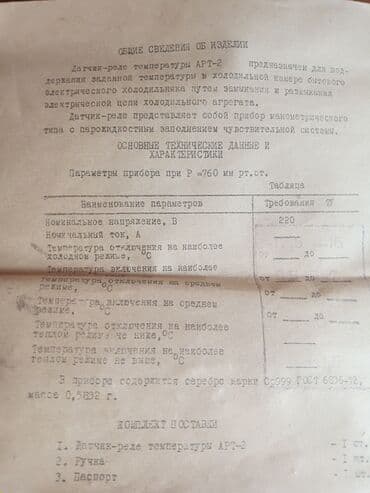 ОБЩИЕ СВЕДЕНИЯ ОБ ИЗДЕЛИИ
Датчик-реле температуры АРТ-2 предназначен для под-
держания заданной температуры в холодильной камере бытового
электрического холодильника путем замыкания и размыкания
электрической цепи холодильного агрегата.
Датчик-реле представляет собой прибор манометрического
типа с парожидкостным заполнением чувствительной системы.
ОСНОВНЫЕ ТЕХНИЧЕСКИЕ ДАННЫЕ И
ХАРАКТЕРИСТИКИ
Параметры прибора при Р =760 мм рт.ст.
Таблица
Наименование параметров Требования ТУ
Номинальное напряжение, В 220
Номинальный ток, А
Температура отключения на наиболее
холодном режиме, °С от до
Температура включения на наиболее
температура отключения на среднем
режиме, °С от до
Температура включения на среднем
режиме, °С от до
Температура отключения на наиболее
теплом режиме не ниже, °С
Температура включения на наиболее
теплом режиме не выше, °С
В приборе содержится серебро марки Ср999 ГОСТ 6836-72,
массе 0,5832 г.
КОМПЛЕКТ ПОСТАВКИ
1. Датчик-реле температуры АРТ-2 - 1 шт.
2. Ручка - 1 шт.
3. Паспорт - 1 шт.